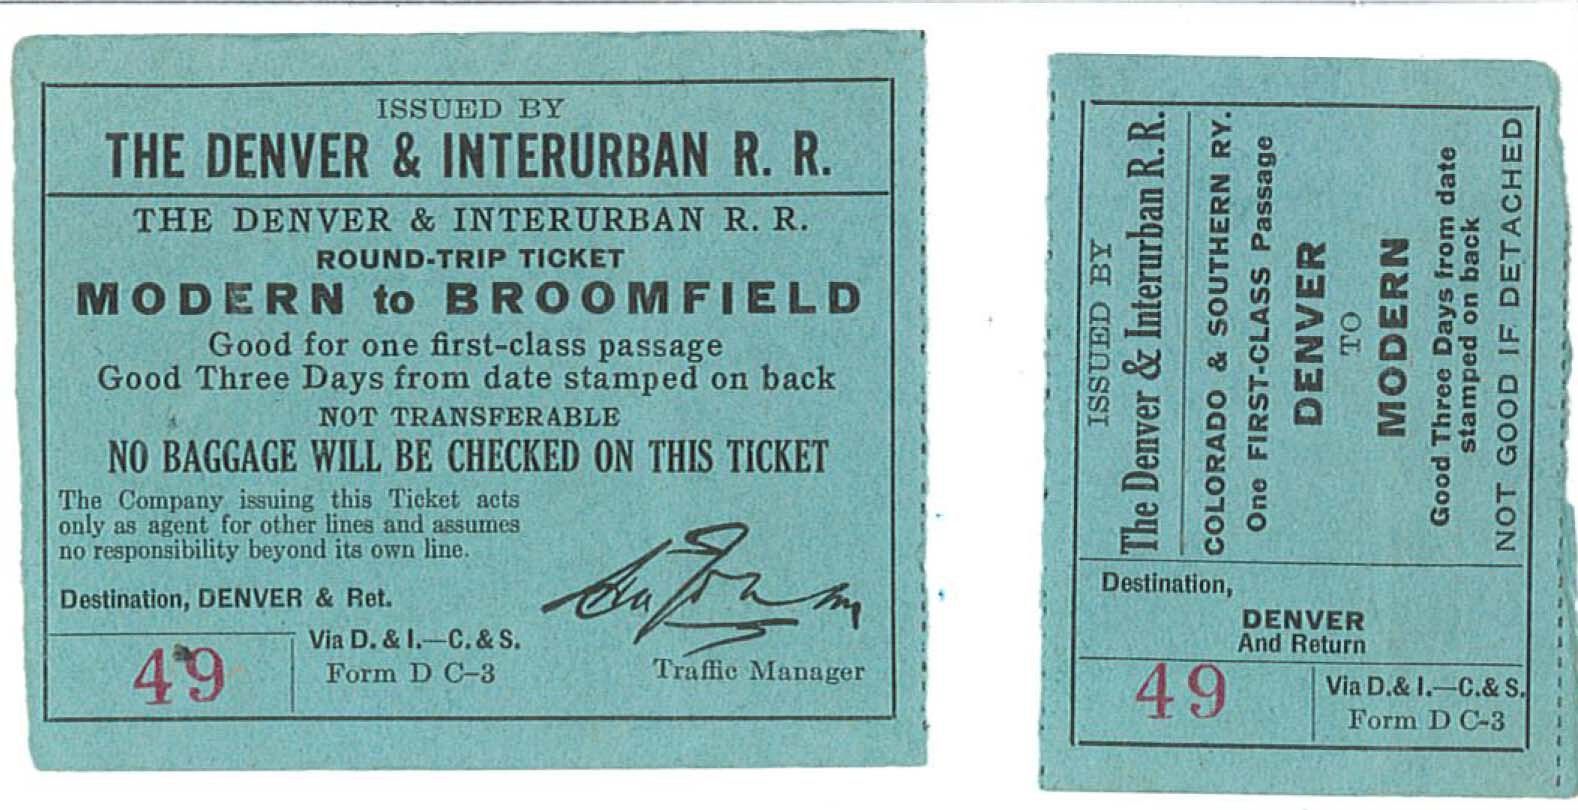 ISSUED BY
THE DENVER & INTERURBAN R. R.
THE DENVER & INTERURBAN R. R.
ROUND-TRIP TICKET
MODERN to BROOMFIELD
Good for one first-class passage
Good Three Days from date stamped on back
NOT TRANSFERABLE
NO BAGGAGE WILL BE CHECKED ON THIS TICKET
The Company issuing this Ticket acts
only as agent for other lines and assumes
no responsibility beyond its own line.
Destination, DENVER & Ret.
49
Via D. & I.—C. & S.
Form D C-3
Traffic Manager
ISSUED BY
The Denver & Interurban R. R.
COLORADO & SOUTHERN RY.
One FIRST-CLASS Passage
DENVER
TO
MODERN
Good Three Days from date
stamped on back
NOT GOOD IF DETACHED
Destination,
DENVER
And Return
49
Via D. & I.—C. & S.
Form D C-3